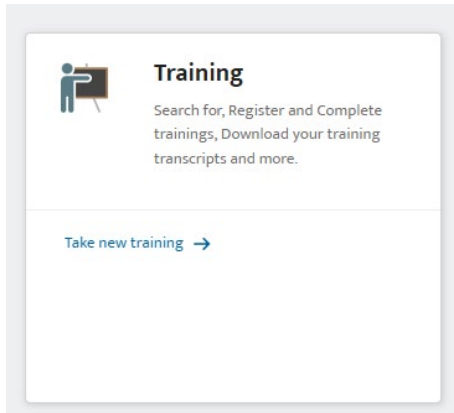 Training
Search for, Register and Complete
trainings, Download your training
transcripts and more.
Take new training →